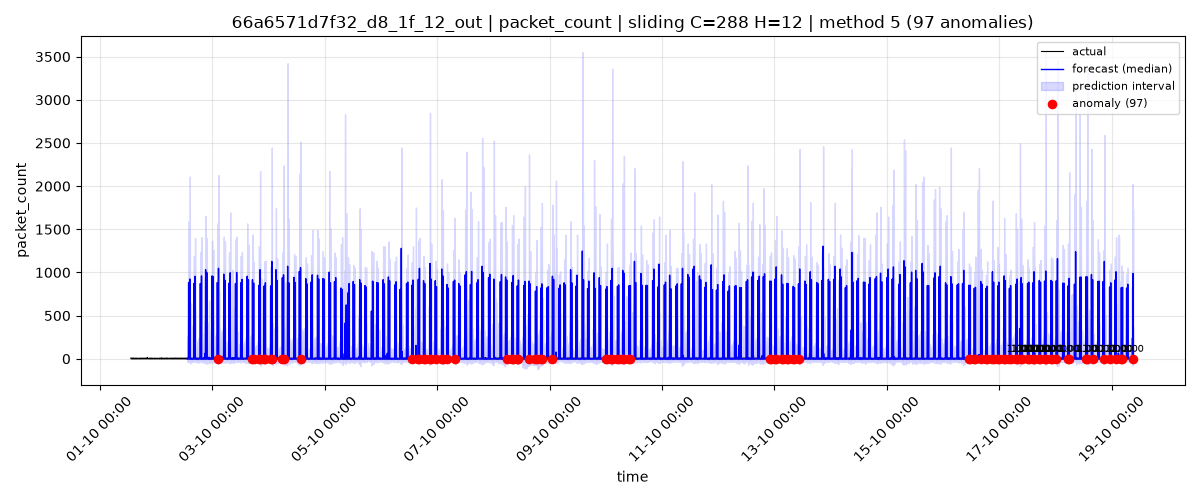 66a6571d7f32_d8_1f_12_out | packet_count | sliding C=288 H=12 | method 5 (97 anomalies)
actual
forecast (median)
prediction interval
anomaly (97)
packet_count
3500
3000
2500
2000
1500
1000
500
0
01-10 00:00
03-10 00:00
05-10 00:00
07-10 00:00
09-10 00:00
11-10 00:00
13-10 00:00
15-10 00:00
17-10 00:00
19-10 00:00
time